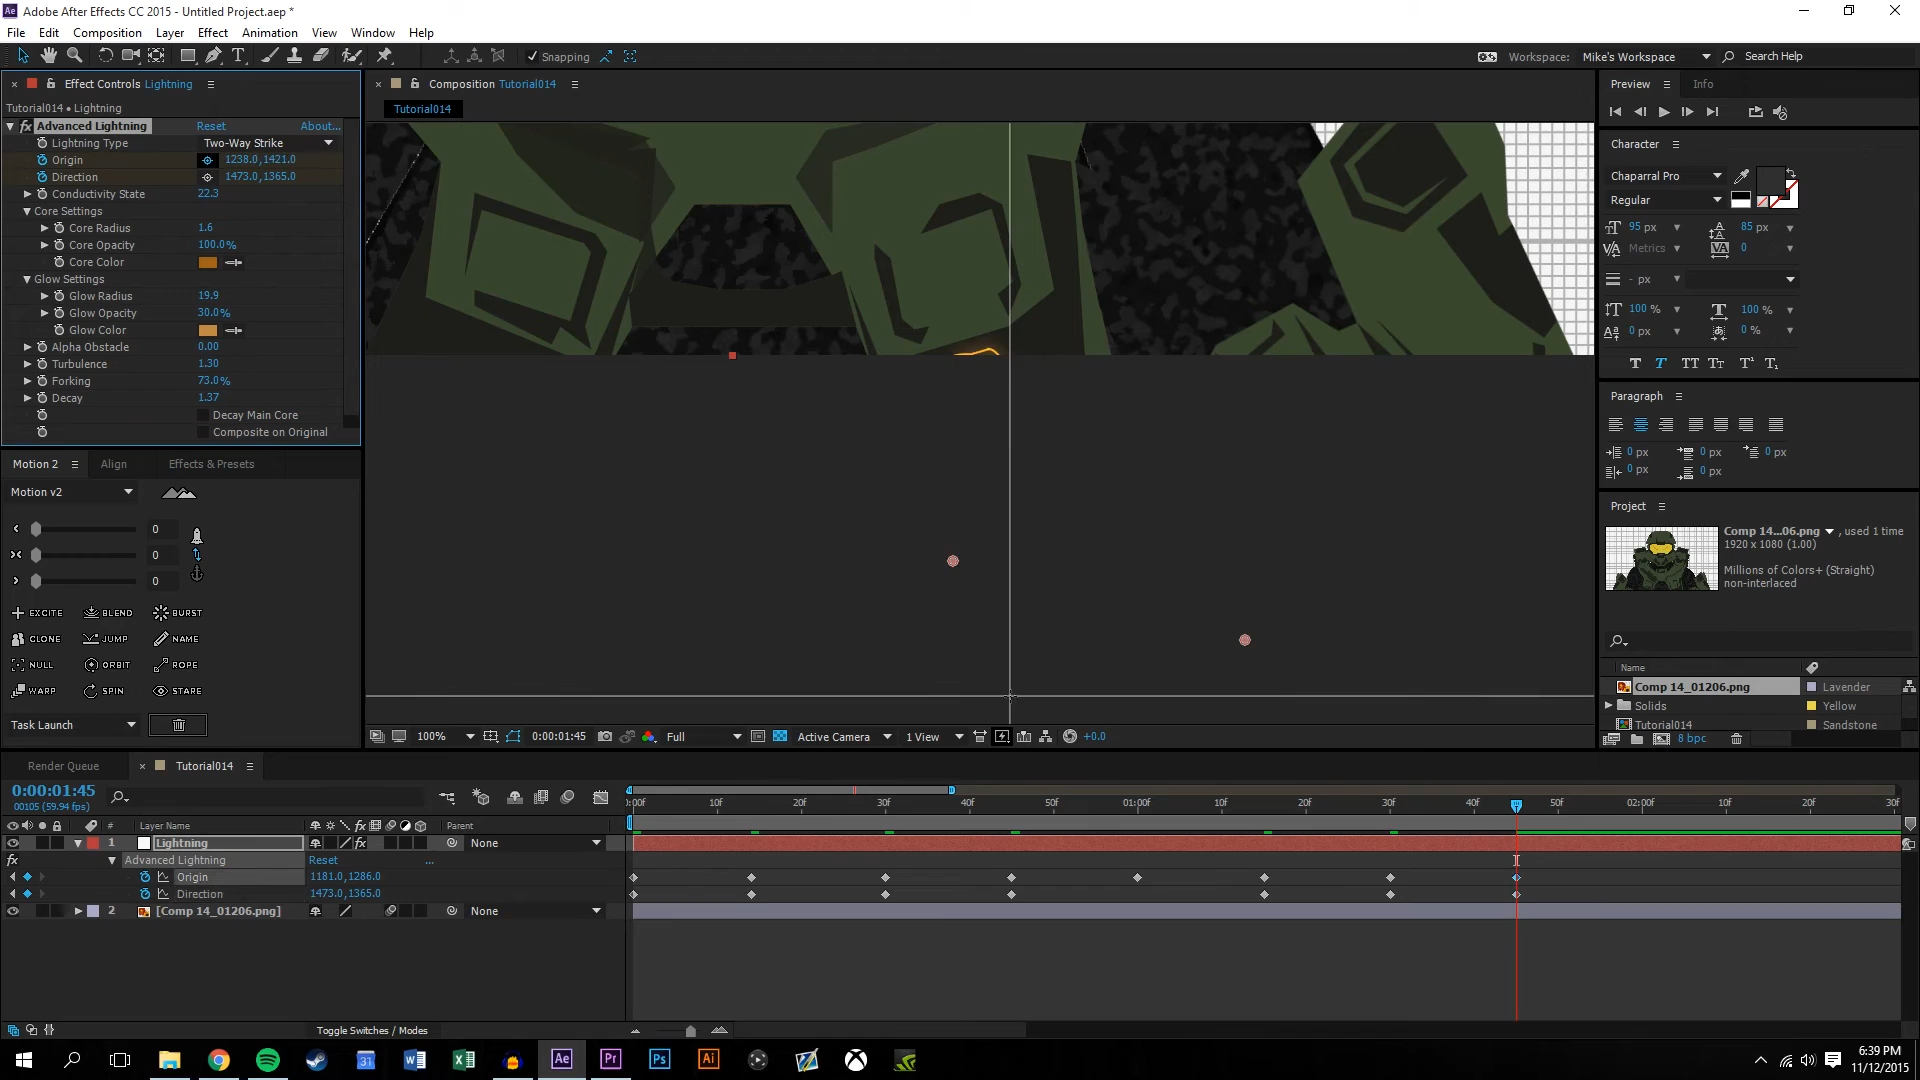 Adobe After Effects CC 2015 - Untitled Project.aep *
File Edit Composition Layer Effect Animation View Window Help
Snapping
Workspace: Mike's Workspace
Search Help
Effect Controls Lightning
Tutorial014 • Lightning
Advanced Lightning Reset About...
Lightning Type Two-Way Strike
Origin 1238.0,1421.0
Direction 1473.0,1365.0
Conductivity State 22.3
Core Settings
Core Radius 1.6
Core Opacity 100.0%
Core Color
Glow Settings
Glow Radius 19.9
Glow Opacity 30.0%
Glow Color
Alpha Obstacle 0.00
Turbulence 1.30
Forking 73.0%
Decay 1.37
Decay Main Core
Composite on Original
Motion 2 Align Effects & Presets
Motion v2
0
0
0
EXCITE BLEND BURST
CLONE JUMP NAME
NULL ORBIT ROPE
WARP SPIN STARE
Task Launch
Composition Tutorial014
Tutorial014
100% 0:00:01:45 Full Active Camera 1 View +0.0
Preview Info
Character
Chaparral Pro
Regular
95 px 85 px
Metrics 0
- px
100% 100%
0 px 0%
T T TT Tт T¹ T₁
Paragraph
0 px 0 px 0 px
0 px 0 px
Project
Comp 14...06.png , used 1 time
1920 x 1080 (1.00)
Millions of Colors+ (Straight)
non-interlaced
Name
Comp 14_01206.png Lavender
Solids Yellow
Tutorial014 Sandstone
8 bpc
Render Queue Tutorial014
0:00:01:45
00105 (59.94 fps)
:00f 10f 20f 30f 40f 50f 01:00f 10f 20f 30f 40f 50f 02:00f 10f 20f 30f
# Layer Name Parent
1 Lightning None
Advanced Lightning Reset ...
Origin 1181.0,1286.0
Direction 1473.0,1365.0
2 [Comp 14_01206.png] None
Toggle Switches / Modes
31 Ae Pr Ps Ai
6:39 PM
11/12/2015